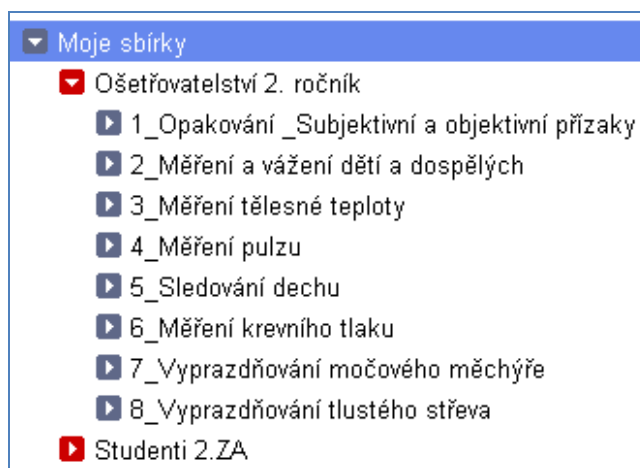 Moje sbírky
Ošetřovatelství 2. ročník
1_Opakování _Subjektivní a objektivní přízaky
2_Měření a vážení dětí a dospělých
3_Měření tělesné teploty
4_Měření pulzu
5_Sledování dechu
6_Měření krevního tlaku
7_Vyprazdňování močového měchýře
8_Vyprazdňování tlustého střeva
Studenti 2.ZA